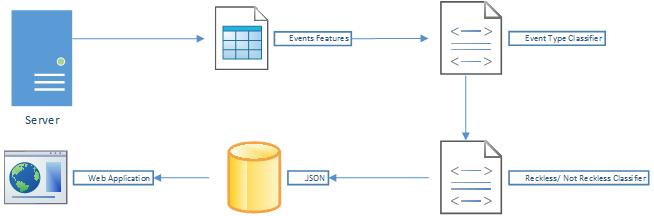 Server
Events Features
Event Type Classifier
Reckless/ Not Reckless Classifier
JSON
Web Application